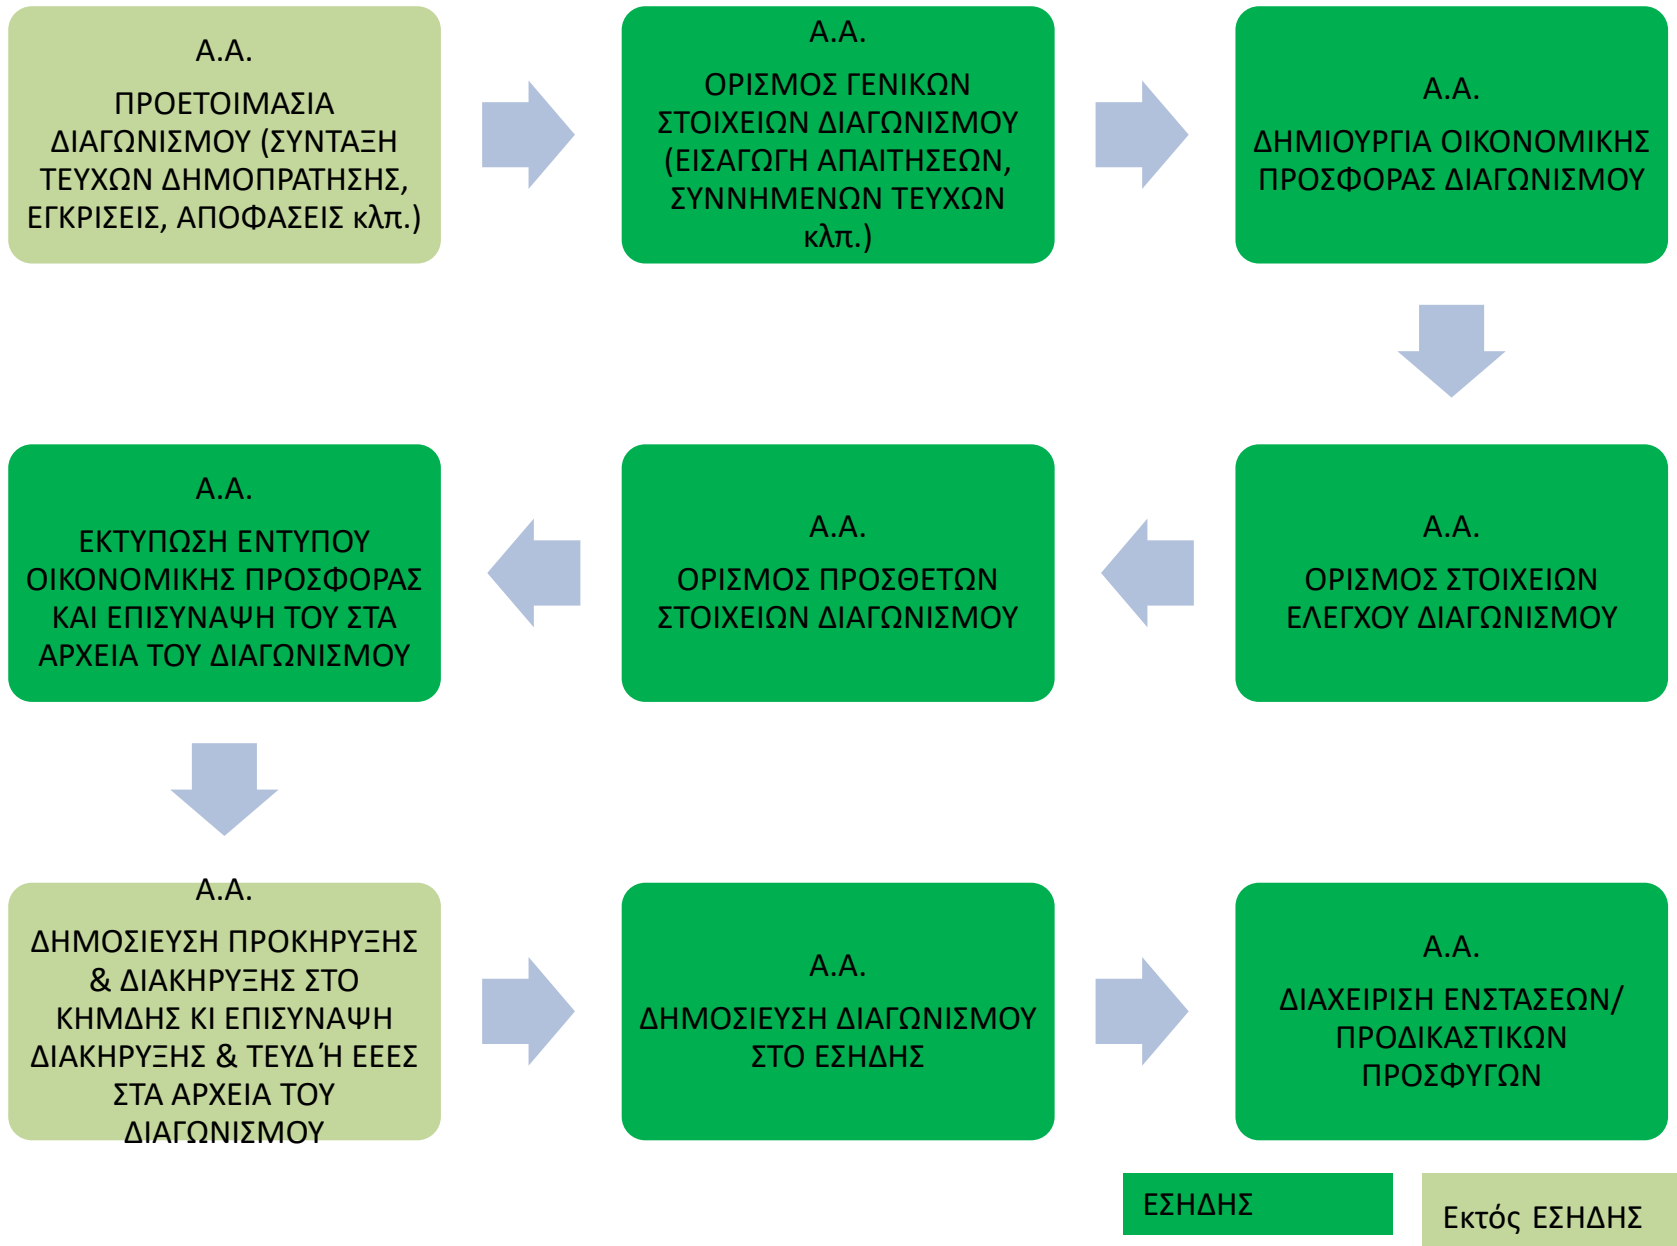 Α.Α.
ΠΡΟΕΤΟΙΜΑΣΙΑ
ΔΙΑΓΩΝΙΣΜΟΥ (ΣΥΝΤΑΞΗ
ΤΕΥΧΩΝ ΔΗΜΟΠΡΑΤΗΣΗΣ,
ΕΓΚΡΙΣΕΙΣ, ΑΠΟΦΑΣΕΙΣ κλπ.)
Α.Α.
ΟΡΙΣΜΟΣ ΓΕΝΙΚΩΝ
ΣΤΟΙΧΕΙΩΝ ΔΙΑΓΩΝΙΣΜΟΥ
(ΕΙΣΑΓΩΓΗ ΑΠΑΙΤΗΣΕΩΝ,
ΣΥΝΝΗΜΕΝΩΝ ΤΕΥΧΩΝ
κλπ.)
Α.Α.
ΔΗΜΙΟΥΡΓΙΑ ΟΙΚΟΝΟΜΙΚΗΣ
ΠΡΟΣΦΟΡΑΣ ΔΙΑΓΩΝΙΣΜΟΥ
Α.Α.
ΟΡΙΣΜΟΣ ΣΤΟΙΧΕΙΩΝ
ΕΛΕΓΧΟΥ ΔΙΑΓΩΝΙΣΜΟΥ
Α.Α.
ΟΡΙΣΜΟΣ ΠΡΟΣΘΕΤΩΝ
ΣΤΟΙΧΕΙΩΝ ΔΙΑΓΩΝΙΣΜΟΥ
Α.Α.
ΕΚΤΥΠΩΣΗ ΕΝΤΥΠΟΥ
ΟΙΚΟΝΟΜΙΚΗΣ ΠΡΟΣΦΟΡΑΣ
ΚΑΙ ΕΠΙΣΥΝΑΨΗ ΤΟΥ ΣΤΑ
ΑΡΧΕΙΑ ΤΟΥ ΔΙΑΓΩΝΙΣΜΟΥ
Α.Α.
ΔΗΜΟΣΙΕΥΣΗ ΠΡΟΚΗΡΥΞΗΣ
& ΔΙΑΚΗΡΥΞΗΣ ΣΤΟ
ΚΗΜΔΗΣ ΚΙ ΕΠΙΣΥΝΑΨΗ
ΔΙΑΚΗΡΥΞΗΣ & ΤΕΥΔ Ή ΕΕΕΣ
ΣΤΑ ΑΡΧΕΙΑ ΤΟΥ
ΔΙΑΓΩΝΙΣΜΟΥ
Α.Α.
ΔΗΜΟΣΙΕΥΣΗ ΔΙΑΓΩΝΙΣΜΟΥ
ΣΤΟ ΕΣΗΔΗΣ
Α.Α.
ΔΙΑΧΕΙΡΙΣΗ ΕΝΣΤΑΣΕΩΝ/
ΠΡΟΔΙΚΑΣΤΙΚΩΝ
ΠΡΟΣΦΥΓΩΝ
ΕΣΗΔΗΣ
Εκτός ΕΣΗΔΗΣ